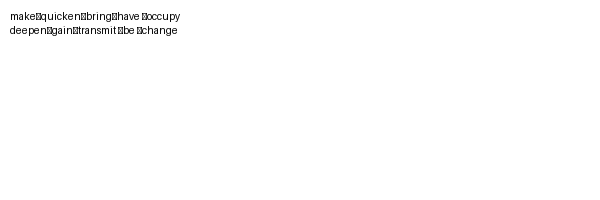 make▯quicken▯bring▯have ▯occupy
deepen▯gain▯transmit ▯be ▯change